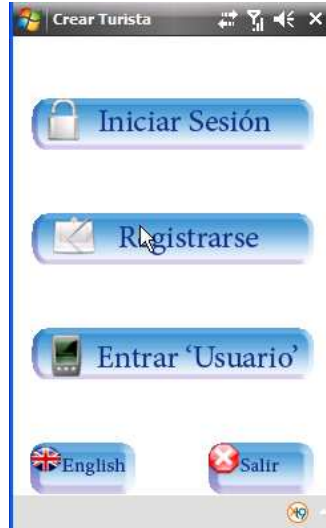 Crear Turista
Iniciar Sesión
Registrarse
Entrar ‘Usuario’
English
Salir